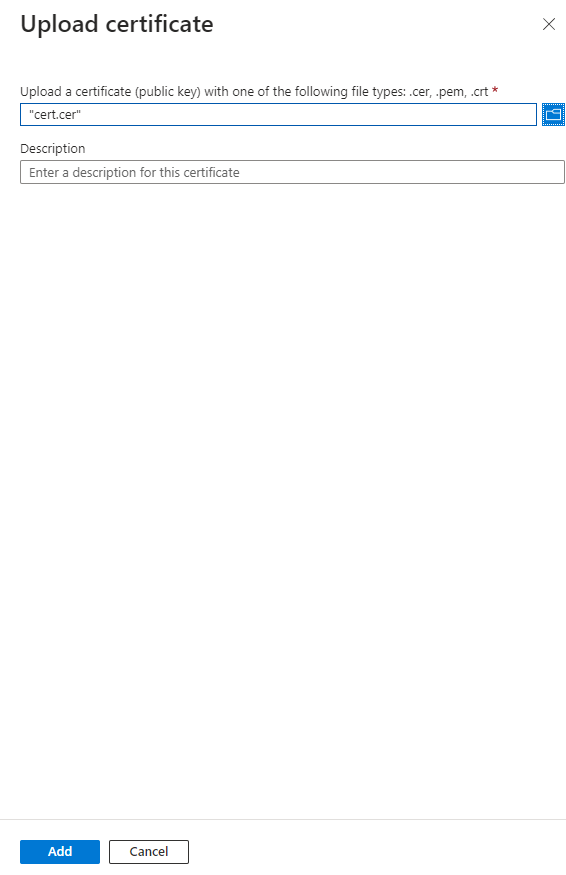 Upload certificate
Upload a certificate (public key) with one of the following file types: .cer, .pem, .crt *
"cert.cer"
Description
Enter a description for this certificate
Add
Cancel